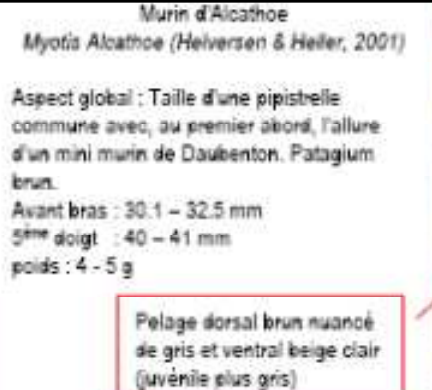 Murin d'Alcathoe
Myotis Alcathoe (Helversen & Heller, 2001)
Aspect global : Taille d'une pipistrelle
commune avec, au premier abord, l'allure
d'un mini murin de Daubenton. Patagium
brun.
Avant bras : 30.1 – 32.5 mm
5ème doigt : 40 – 41 mm
poids : 4 - 5 g
Pelage dorsal brun nuancé
de gris et ventral beige clair
(juvénile plus gris)